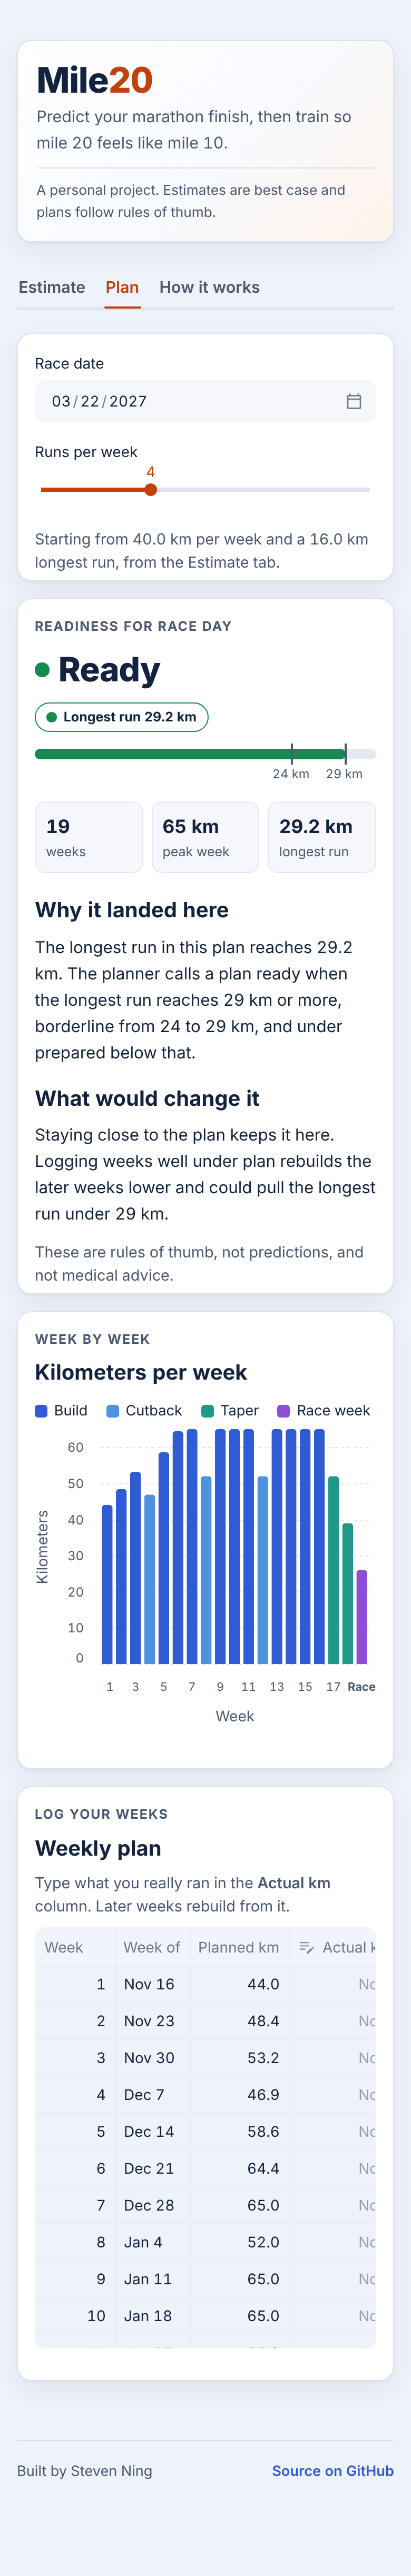 Mile20
Predict your marathon finish, then train so
mile 20 feels like mile 10.
A personal project. Estimates are best case and
plans follow rules of thumb.
Estimate Plan How it works
Race date
03/22/2027
Runs per week
4
Starting from 40.0 km per week and a 16.0 km
longest run, from the Estimate tab.
READINESS FOR RACE DAY
Ready
Longest run 29.2 km
24 km 29 km
19 65 km 29.2 km
weeks peak week longest run
Why it landed here
The longest run in this plan reaches 29.2
km. The planner calls a plan ready when
the longest run reaches 29 km or more,
borderline from 24 to 29 km, and under
prepared below that.
What would change it
Staying close to the plan keeps it here.
Logging weeks well under plan rebuilds the
later weeks lower and could pull the longest
run under 29 km.
These are rules of thumb, not predictions, and
not medical advice.
WEEK BY WEEK
Kilometers per week
Build Cutback Taper Race week
Kilometers
60
50
40
30
20
10
0
1 3 5 7 9 11 13 15 17 Race
Week
LOG YOUR WEEKS
Weekly plan
Type what you really ran in the Actual km
column. Later weeks rebuild from it.
Week Week of Planned km Actual k
1 Nov 16 44.0 No
2 Nov 23 48.4 No
3 Nov 30 53.2 No
4 Dec 7 46.9 No
5 Dec 14 58.6 No
6 Dec 21 64.4 No
7 Dec 28 65.0 No
8 Jan 4 52.0 No
9 Jan 11 65.0 No
10 Jan 18 65.0 No
Built by Steven Ning Source on GitHub